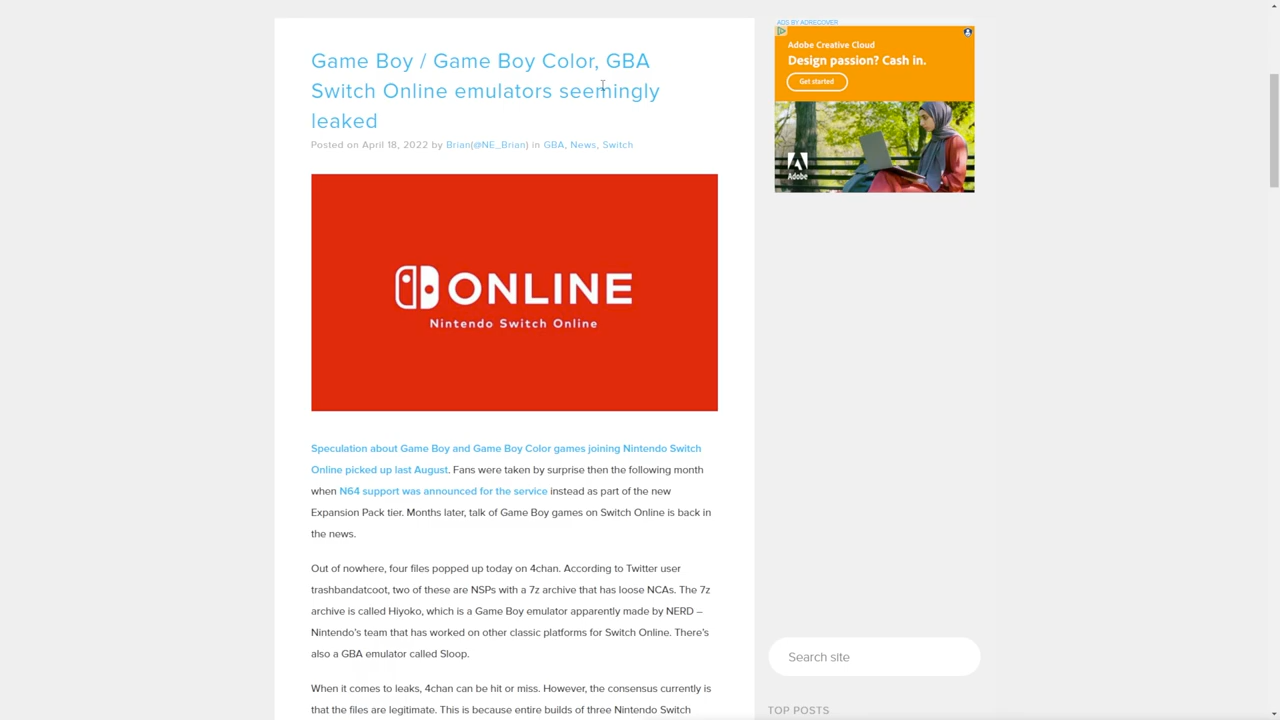 Game Boy / Game Boy Color, GBA
Switch Online emulators seemingly
leaked
Posted on April 18, 2022 by Brian(@NE_Brian) in GBA, News, Switch
ONLINE
Nintendo Switch Online
Speculation about Game Boy and Game Boy Color games joining Nintendo Switch
Online picked up last August. Fans were taken by surprise then the following month
when N64 support was announced for the service instead as part of the new
Expansion Pack tier. Months later, talk of Game Boy games on Switch Online is back in
the news.
Out of nowhere, four files popped up today on 4chan. According to Twitter user
trashbandatcoot, two of these are NSPs with a 7z archive that has loose NCAs. The 7z
archive is called Hiyoko, which is a Game Boy emulator apparently made by NERD –
Nintendo's team that has worked on other classic platforms for Switch Online. There's
also a GBA emulator called Sloop.
When it comes to leaks, 4chan can be hit or miss. However, the consensus currently is
that the files are legitimate. This is because entire builds of three Nintendo Switch
ADS BY ADRECOVER
Adobe Creative Cloud
Design passion? Cash in.
Get started
Adobe
Search site
TOP POSTS